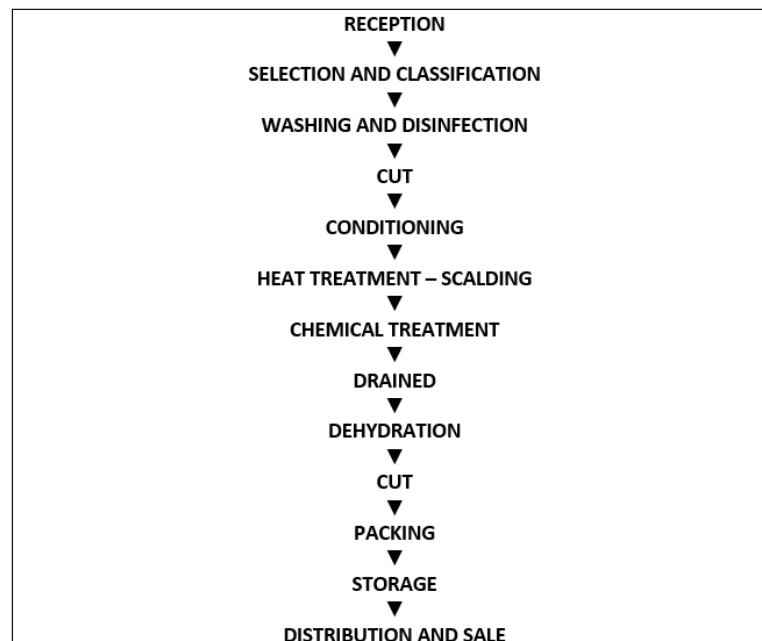 RECEPTION
SELECTION AND CLASSIFICATION
WASHING AND DISINFECTION
CUT
CONDITIONING
HEAT TREATMENT – SCALDING
CHEMICAL TREATMENT
DRAINED
DEHYDRATION
CUT
PACKING
STORAGE
DISTRIBUTION AND SALE